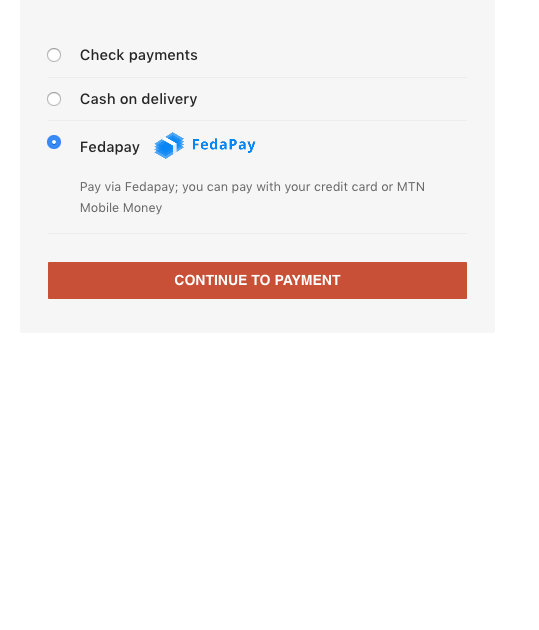 Check payments
Cash on delivery
Fedapay FedaPay
Pay via Fedapay; you can pay with your credit card or MTN
Mobile Money
CONTINUE TO PAYMENT